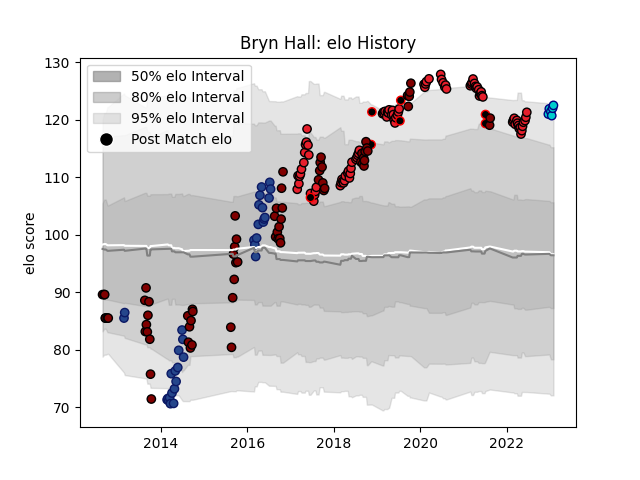 Bryn Hall: elo History
50% elo Interval
80% elo Interval
95% elo Interval
Post Match elo
elo score
130
120
110
100
90
80
70
2014
2016
2018
2020
2022